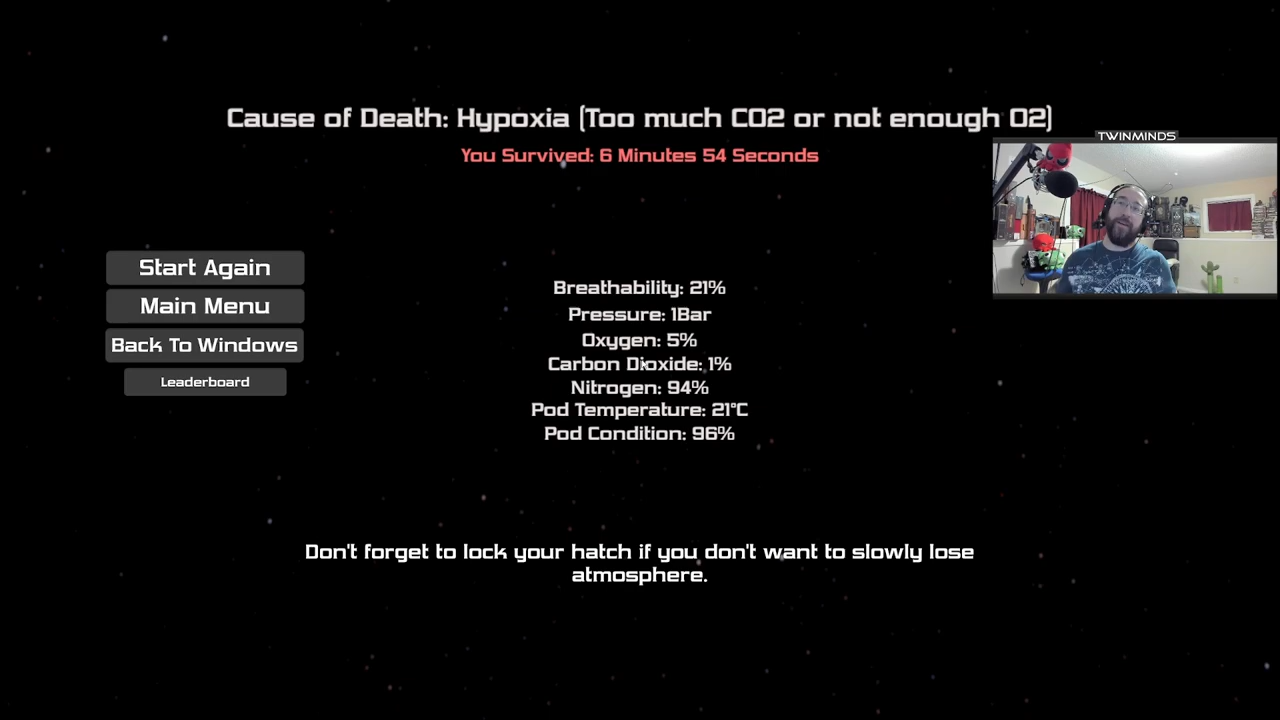 Cause of Death: Hypoxia (Too much CO2 or not enough O2)
You Survived: 6 Minutes 54 Seconds
TWINMINDS
Start Again
Main Menu
Back To Windows
Leaderboard
Breathability: 21%
Pressure: 1Bar
Oxygen: 5%
Carbon Dioxide: 1%
Nitrogen: 94%
Pod Temperature: 21°C
Pod Condition: 96%
Don't forget to lock your hatch if you don't want to slowly lose
atmosphere.